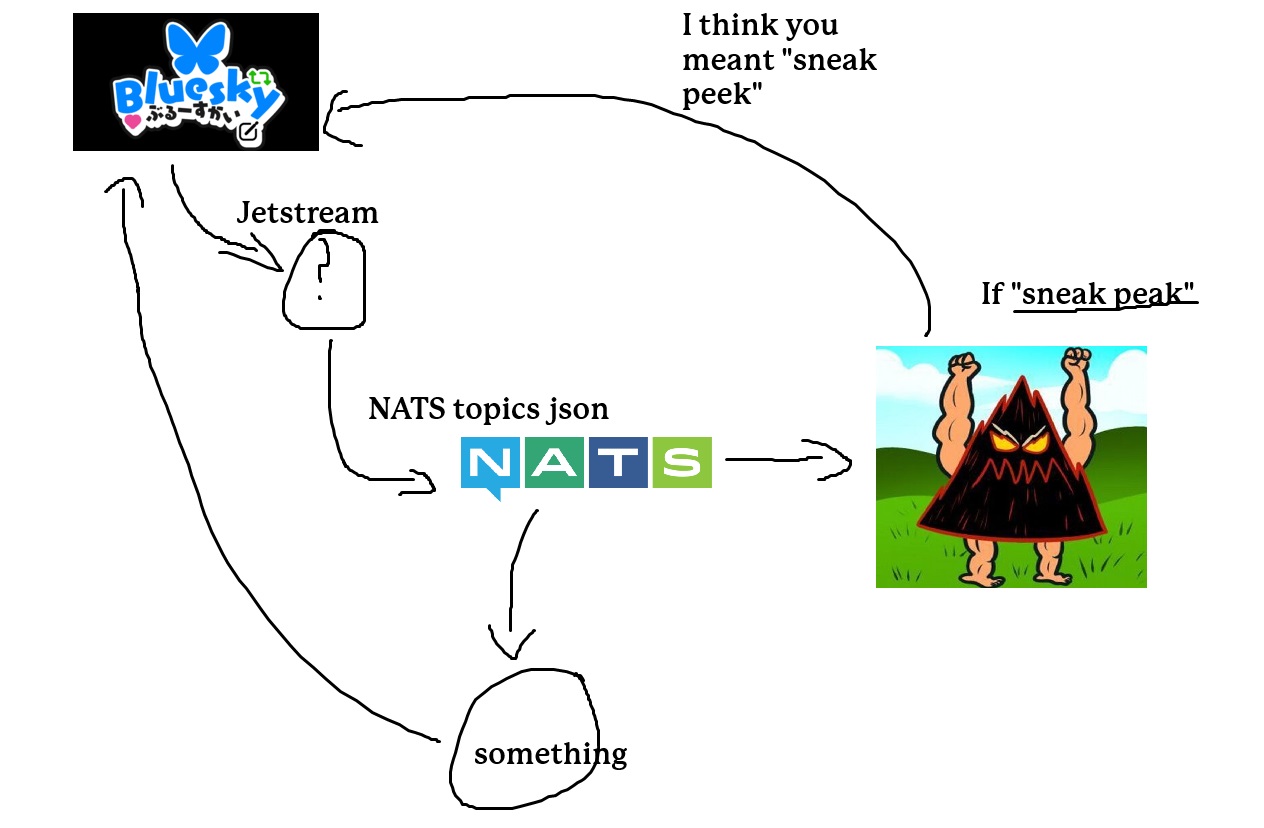 Bluesky
ぶるーすかい
I think you
meant "sneak
peek"
Jetstream
?
If "sneak peak"
NATS topics json
NATS
something